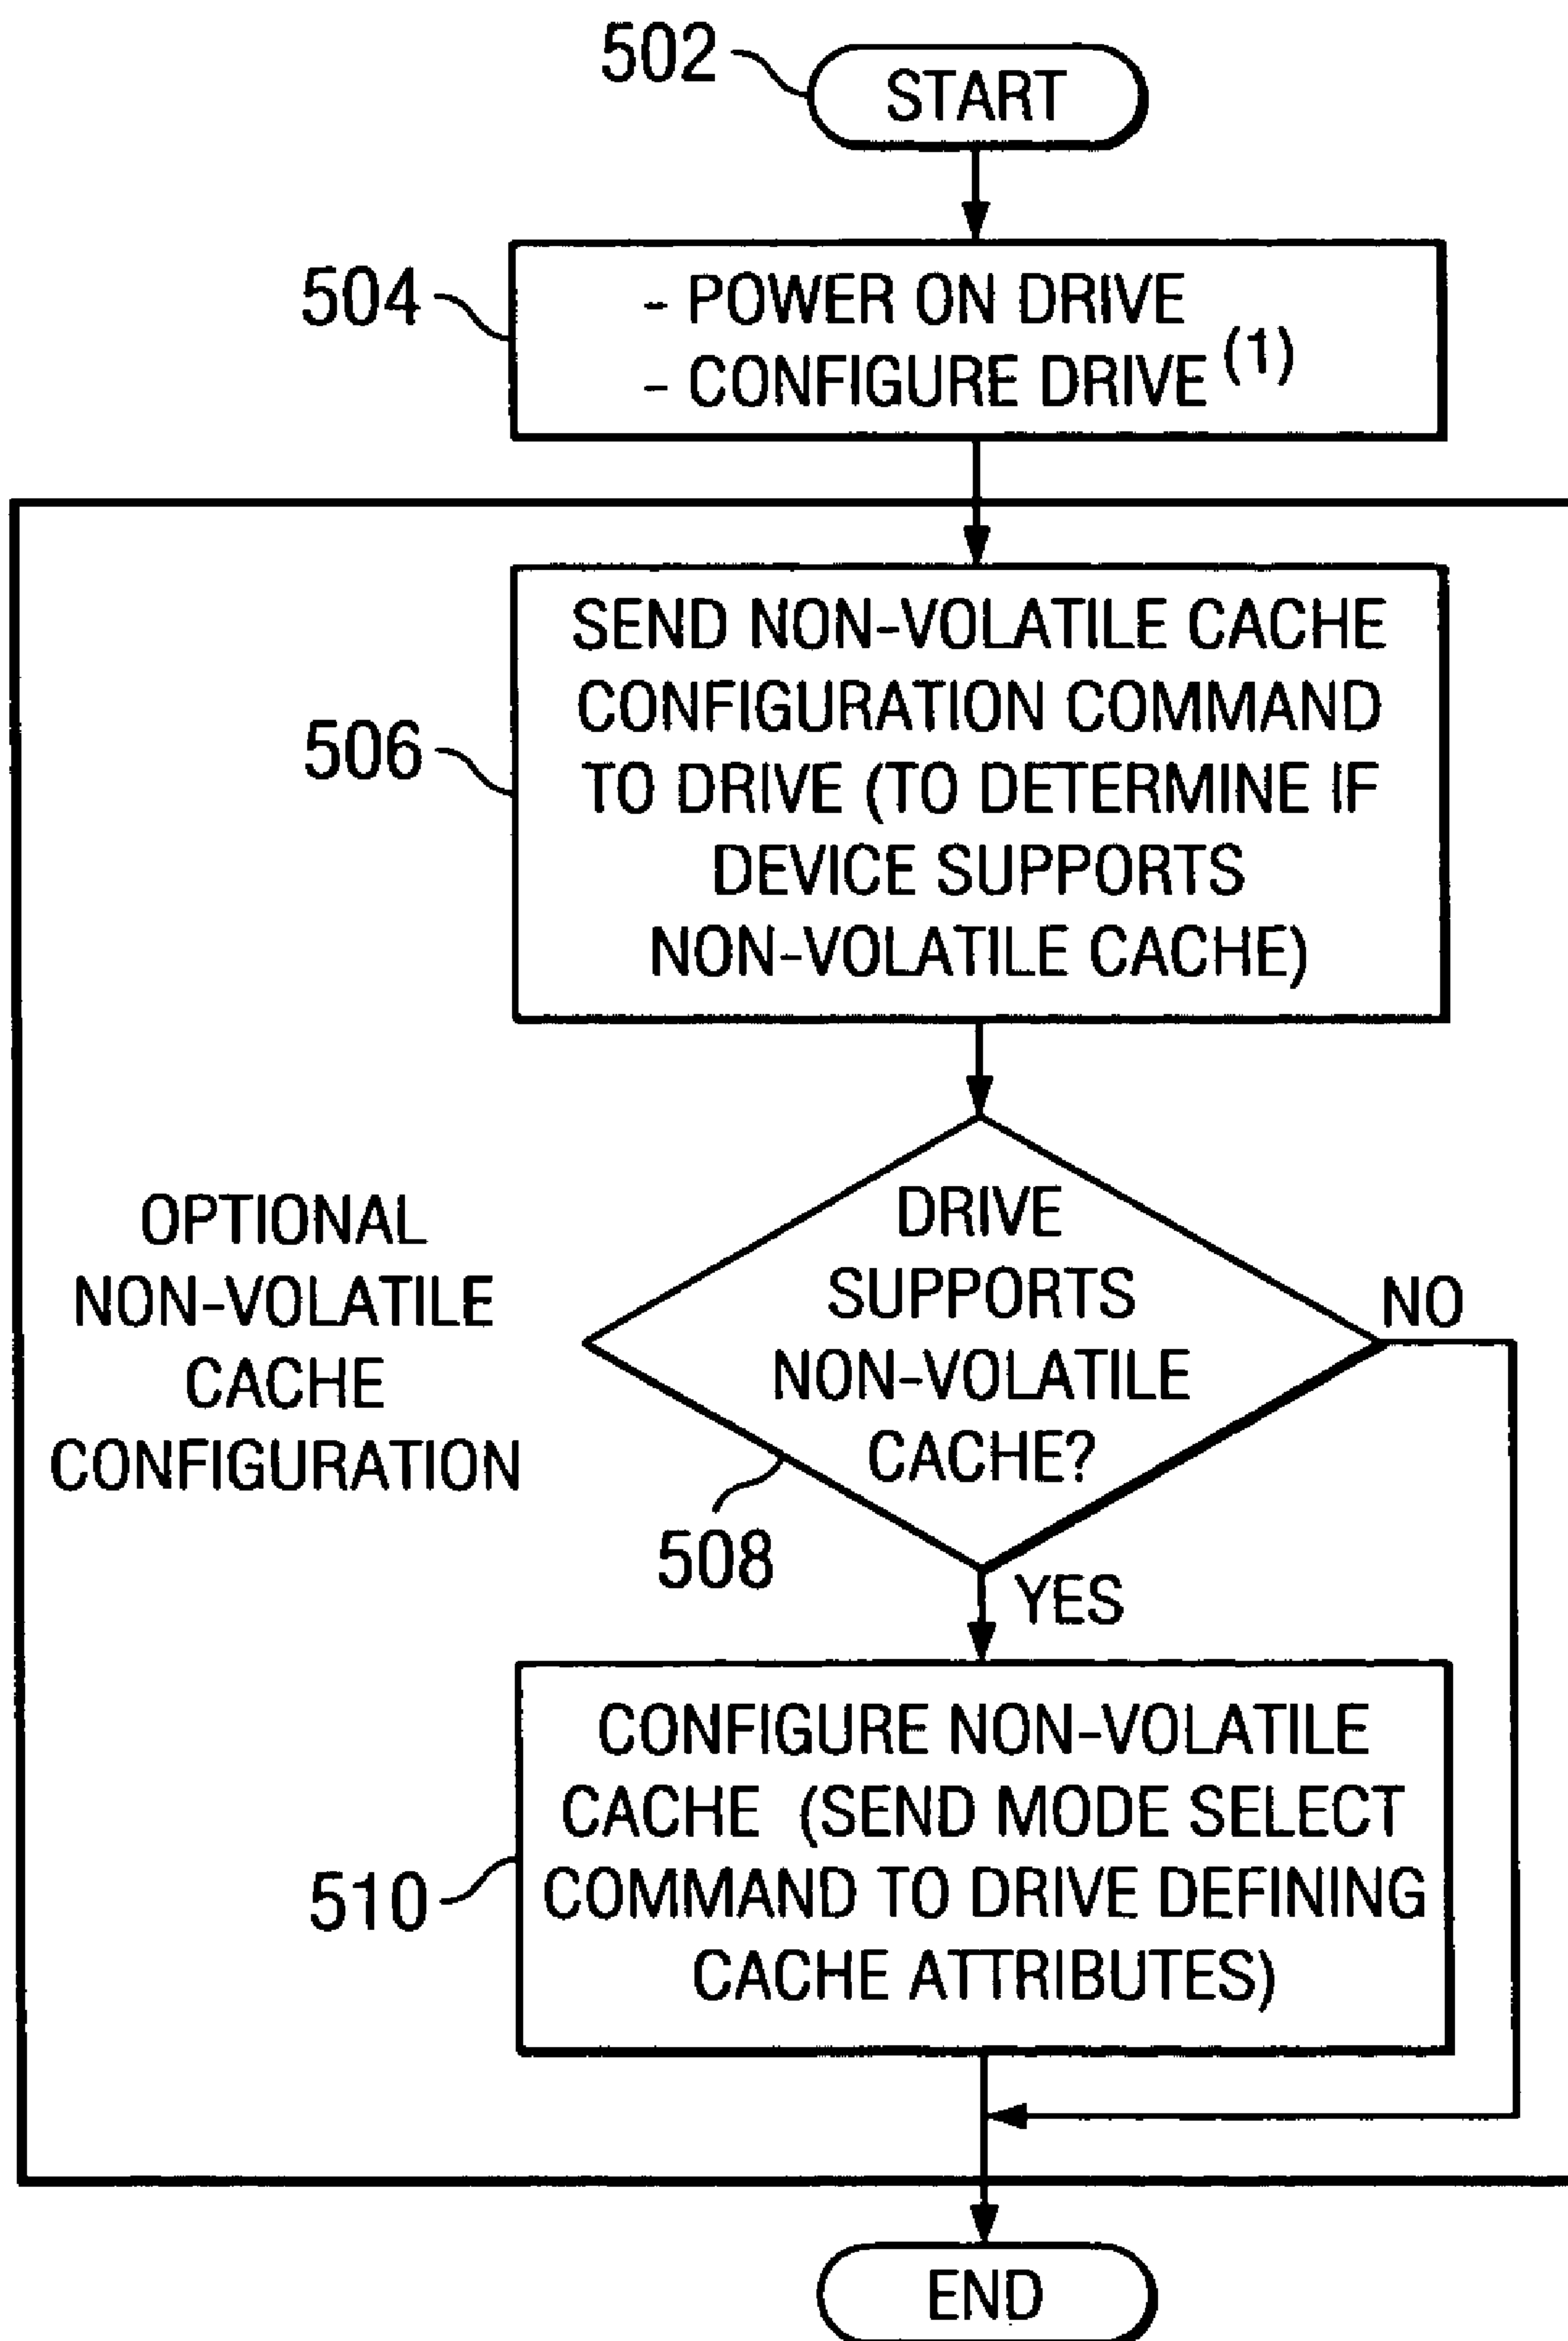 502
START
504
- POWER ON DRIVE
- CONFIGURE DRIVE (1)
506
SEND NON-VOLATILE CACHE
CONFIGURATION COMMAND
TO DRIVE (TO DETERMINE IF
DEVICE SUPPORTS
NON-VOLATILE CACHE)
OPTIONAL
NON-VOLATILE
CACHE
CONFIGURATION
DRIVE
SUPPORTS
NON-VOLATILE
CACHE?
NO
508
YES
510
CONFIGURE NON-VOLATILE
CACHE (SEND MODE SELECT
COMMAND TO DRIVE DEFINING
CACHE ATTRIBUTES)
END